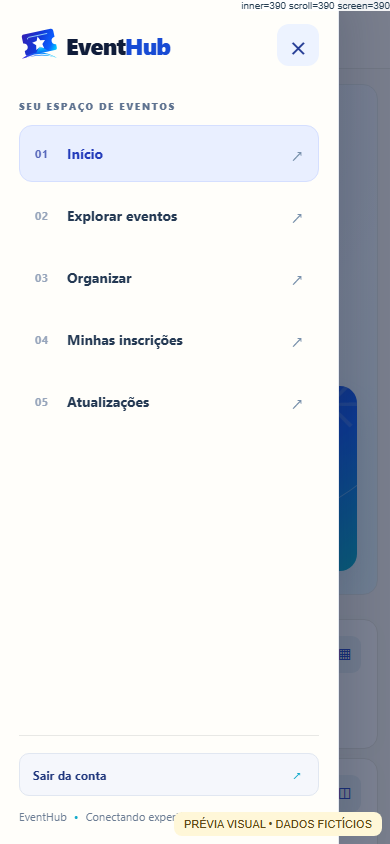 inner=390 scroll=390 screen=390
EventHub
SEU ESPAÇO DE EVENTOS
01 Início ↗
02 Explorar eventos ↗
03 Organizar ↗
04 Minhas inscrições ↗
05 Atualizações ↗
Sair da conta ↗
EventHub • Conectando
PRÉVIA VISUAL • DADOS FICTÍCIOS